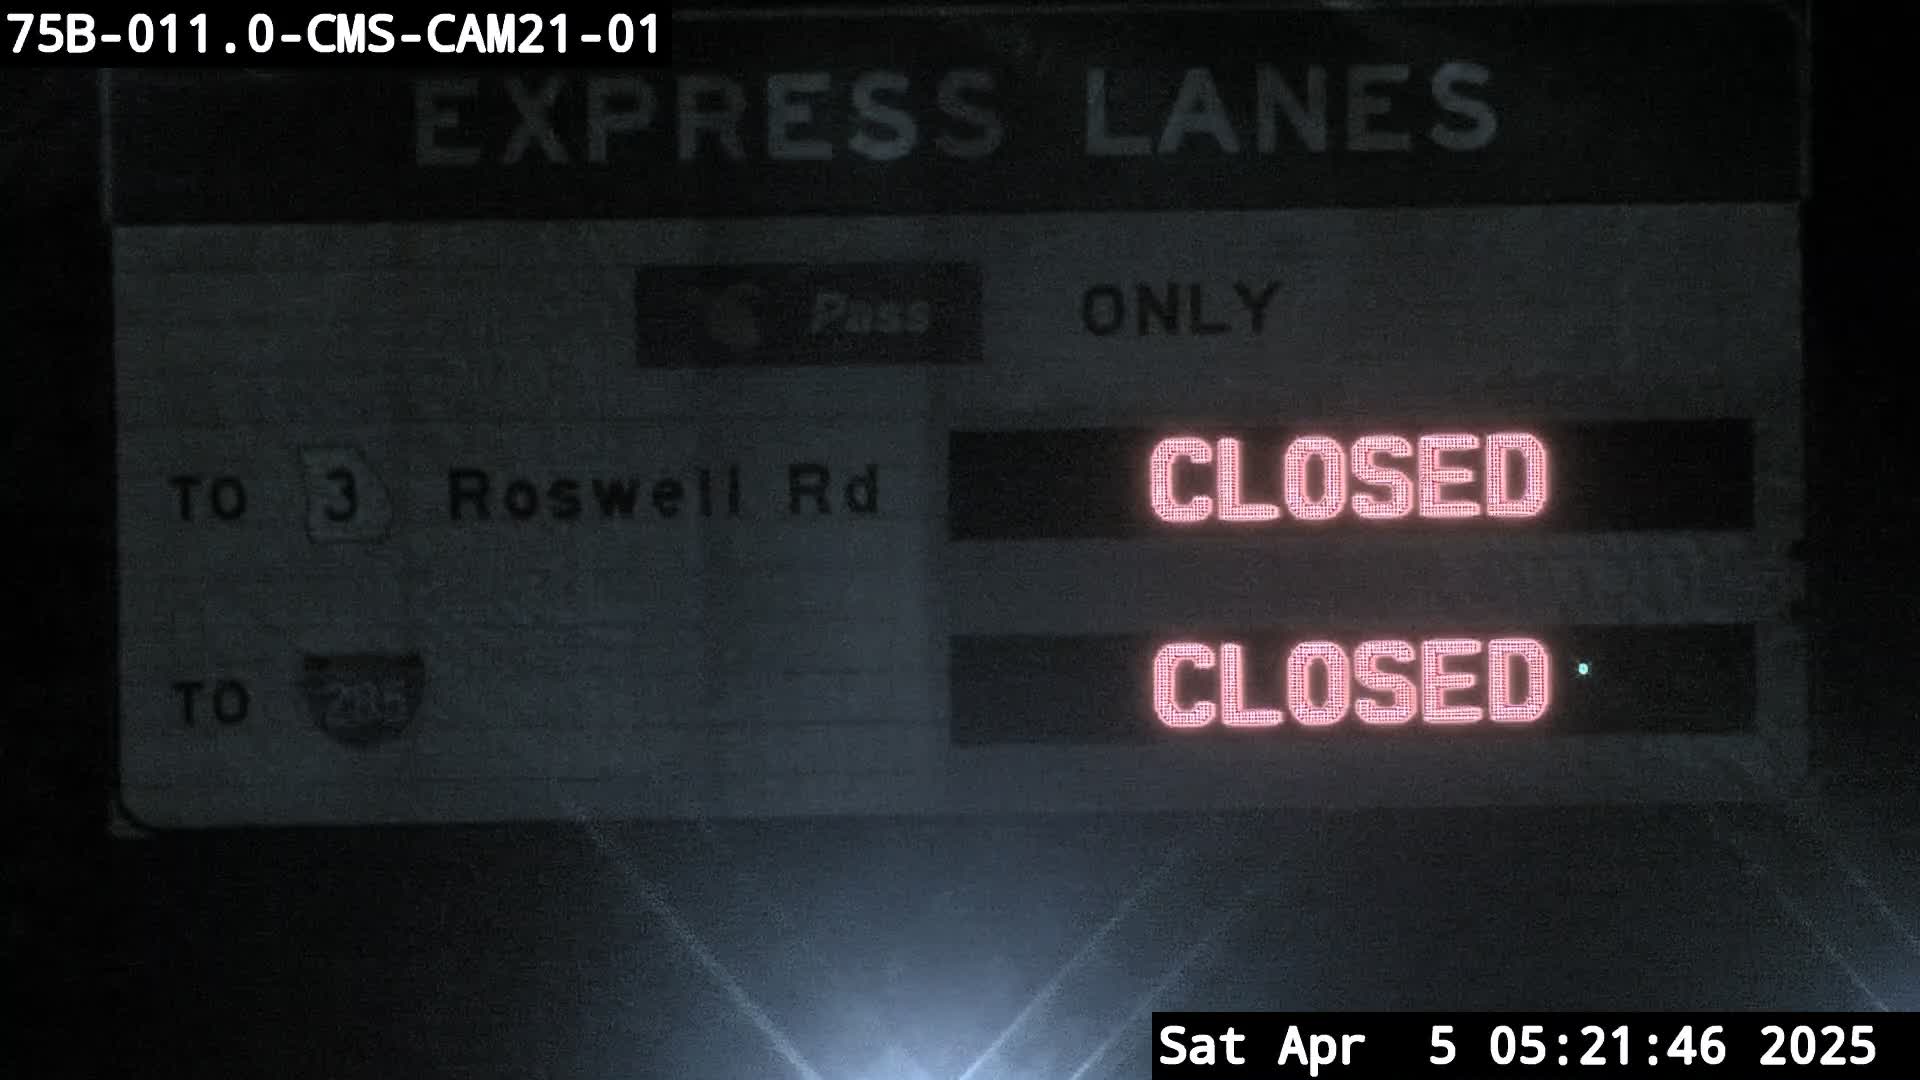 75B-011.0-CMS-CAM21-01
EXPRESS LANES
Pass ONLY
TO 3 Roswell Rd CLOSED
TO 285 CLOSED
Sat Apr 5 05:21:46 2025